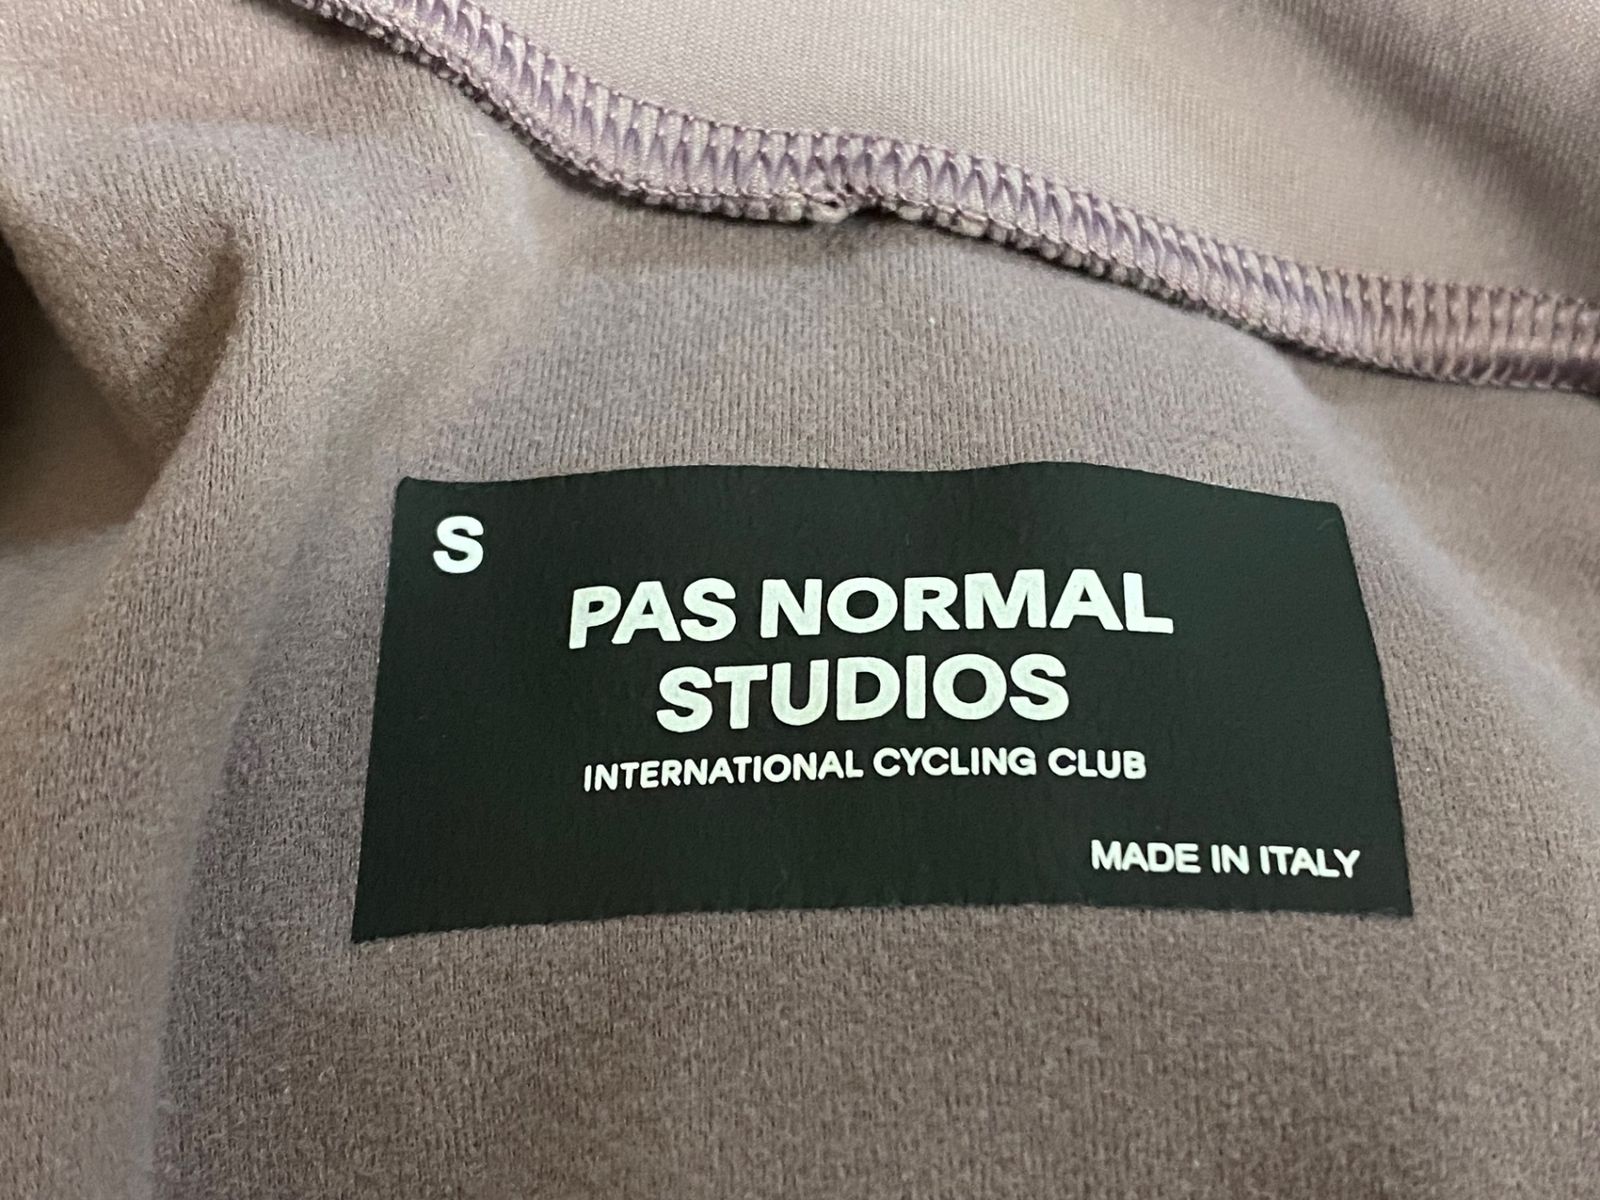 S
PAS NORMAL
STUDIOS
INTERNATIONAL CYCLING CLUB
MADE IN ITALY